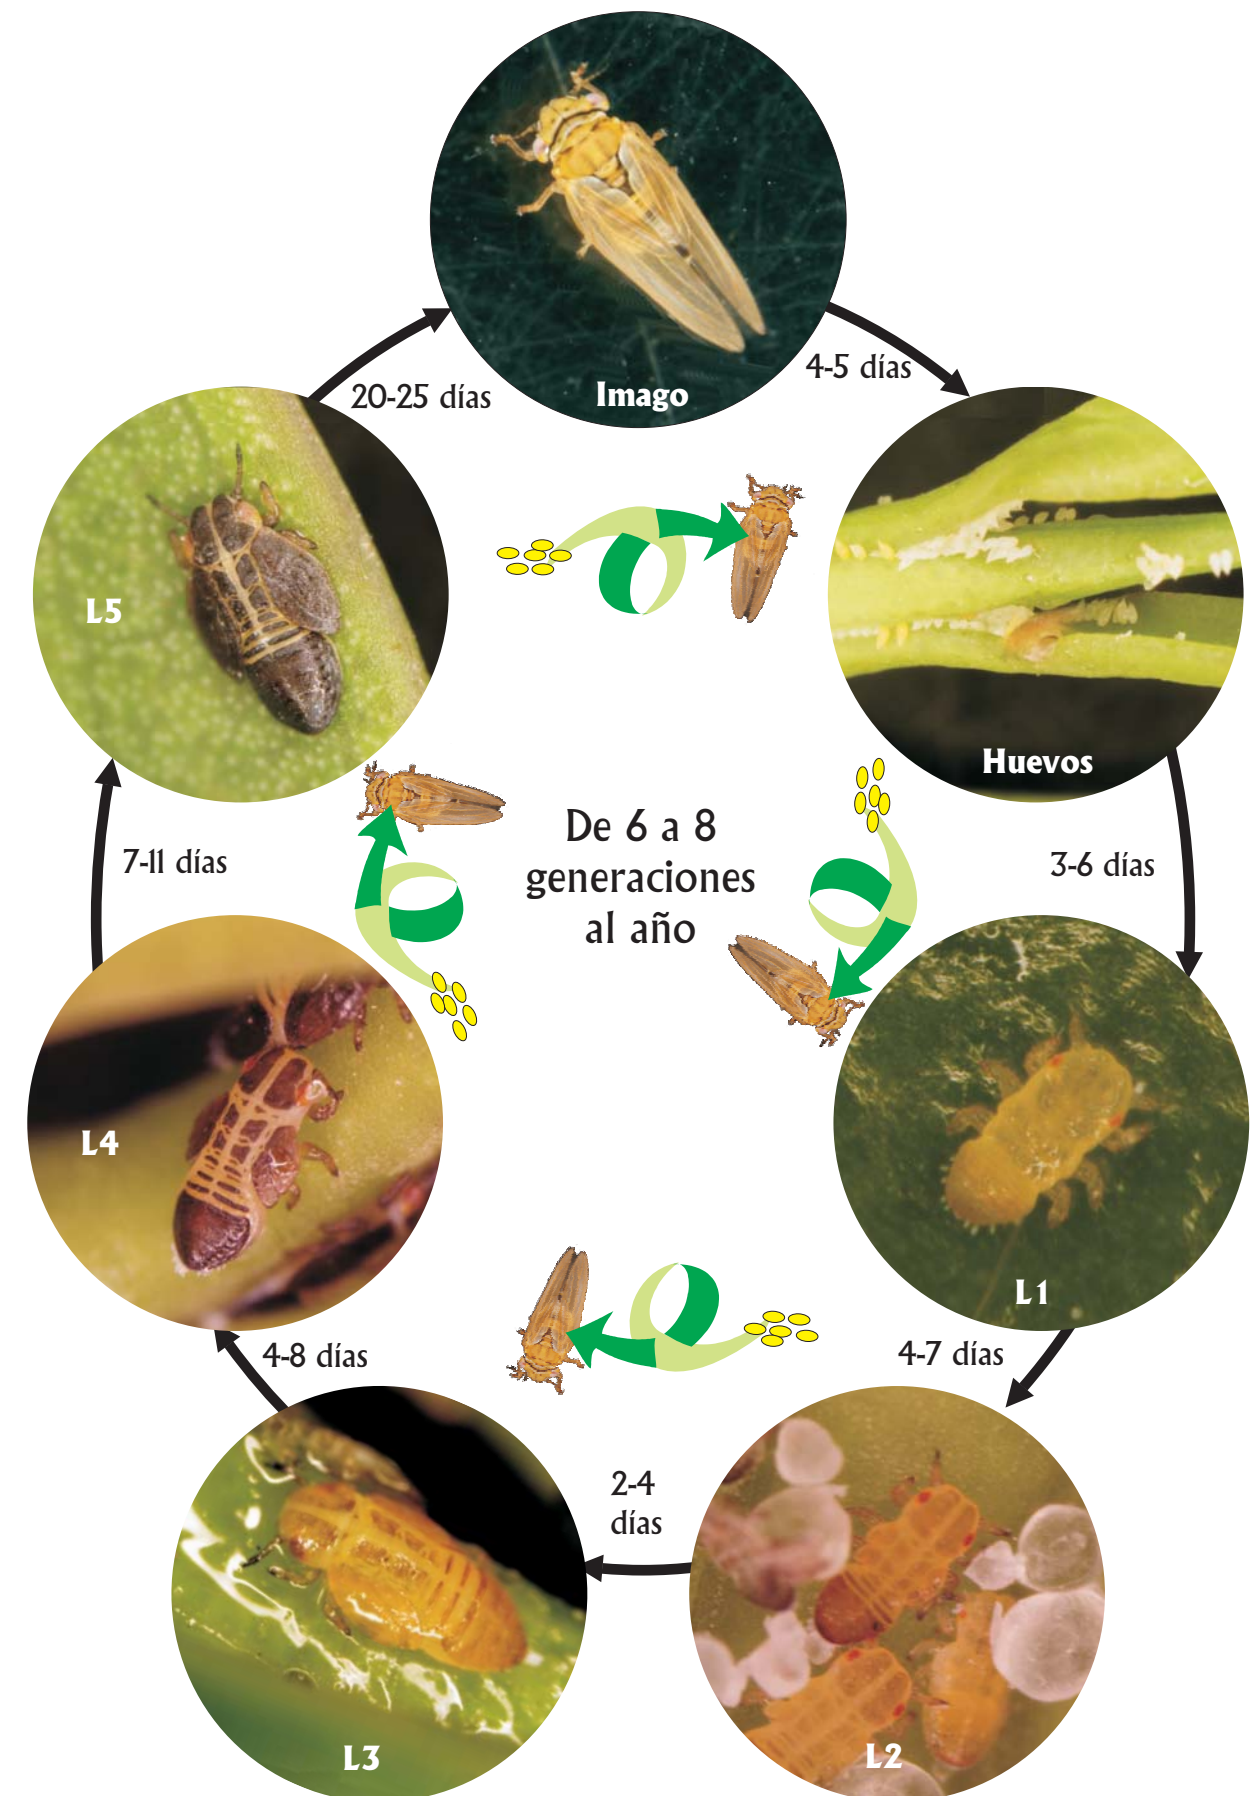 Imago
4-5 días
20-25 días
L5
Huevos
De 6 a 8
generaciones
al año
7-11 días
3-6 días
L4
L1
4-8 días
4-7 días
2-4
días
L3
L2